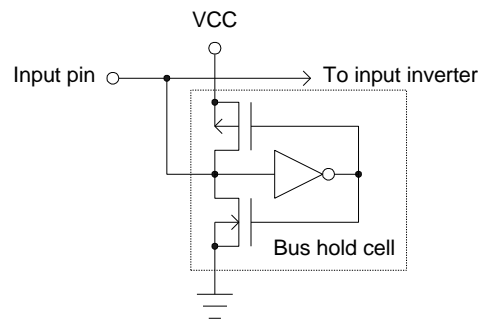 VCC
Input pin
To input inverter
Bus hold cell